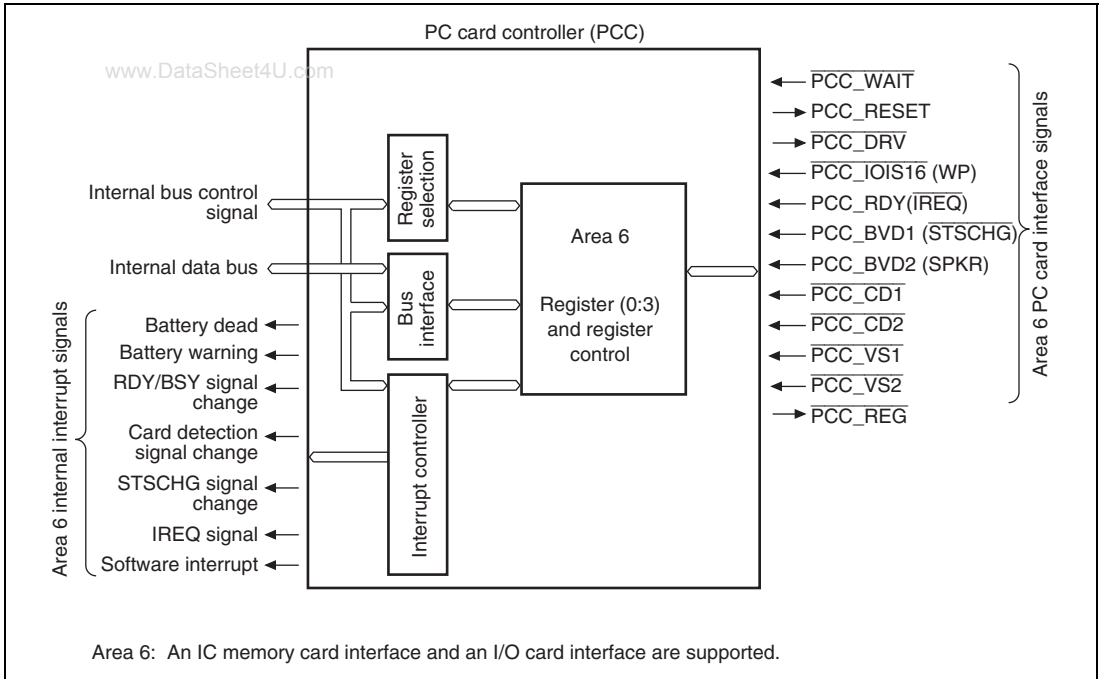 PC card controller (PCC)
www.DataSheet4U.com
Internal bus control
signal
Internal data bus
Area 6 internal interrupt signals
Battery dead
Battery warning
RDY/BSY signal
change
Card detection
signal change
STSCHG signal
change
IREQ signal
Software interrupt
Register
selection
Bus
interface
Interrupt controller
Area 6
Register (0:3)
and register
control
PCC_WAIT
PCC_RESET
PCC_DRV
PCC_IOIS16 (WP)
PCC_RDY(IREQ)
PCC_BVD1 (STSCHG)
PCC_BVD2 (SPKR)
PCC_CD1
PCC_CD2
PCC_VS1
PCC_VS2
PCC_REG
Area 6 PC card interface signals
Area 6: An IC memory card interface and an I/O card interface are supported.